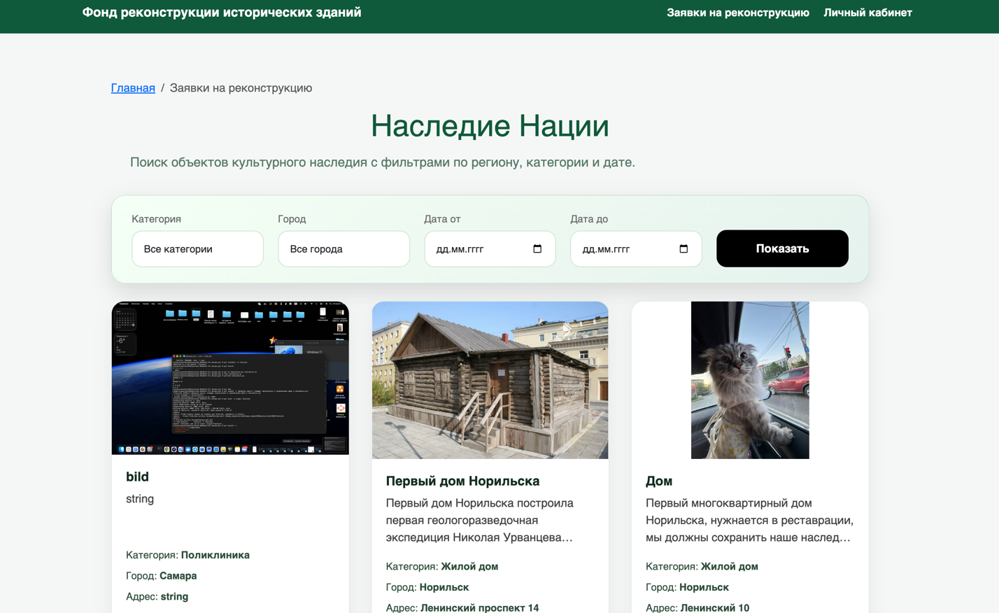 Фонд реконструкции исторических зданий
Заявки на реконструкцию
Личный кабинет
Главная / Заявки на реконструкцию
Наследие Нации
Поиск объектов культурного наследия с фильтрами по региону, категории и дате.
Категория
Город
Дата от
Дата до
Все категории
Все города
дд.мм.гггг
дд.мм.гггг
Показать
bild
string
Категория: Поликлиника
Город: Самара
Адрес: string
Первый дом Норильска
Первый дом Норильска построила
первая геологоразведочная
экспедиция Николая Урванцева…
Категория: Жилой дом
Город: Норильск
Адрес: Ленинский проспект 14
Дом
Первый многоквартирный дом
Норильска, нужнается в реставрации,
мы должны сохранить наше наслед…
Категория: Жилой дом
Город: Норильск
Адрес: Ленинский 10